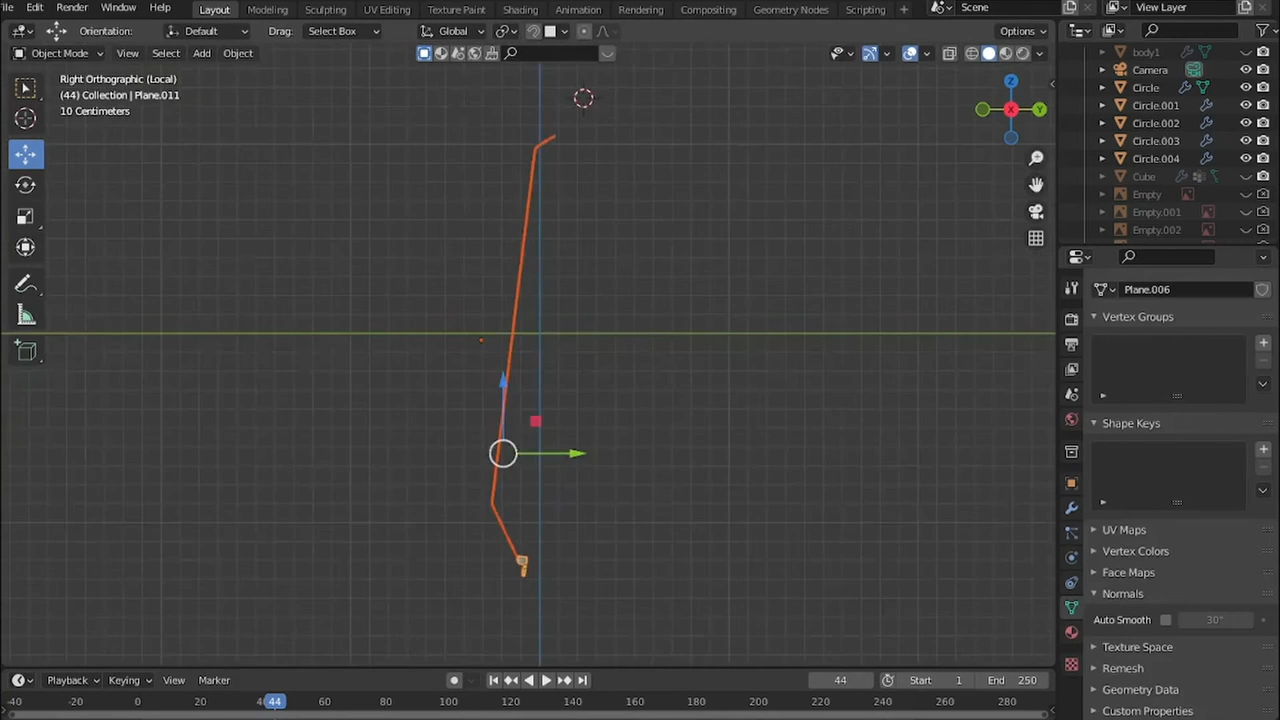 File Edit Render Window Help Layout Modeling Sculpting UV Editing Texture Paint Shading Animation Rendering Compositing Geometry Nodes Scripting + Scene View Layer
Orientation: Default Drag: Select Box Global Options
Object Mode View Select Add Object
Right Orthographic (Local)
(44) Collection | Plane.011
10 Centimeters
Z
X
Y
body1
Camera
Circle
Circle.001
Circle.002
Circle.003
Circle.004
Cube
Empty
Empty.001
Empty.002
Plane.006
Vertex Groups
Shape Keys
UV Maps
Vertex Colors
Face Maps
Normals
Auto Smooth 30°
Texture Space
Remesh
Geometry Data
Custom Properties
Playback Keying View Marker 44 Start 1 End 250
-40 -20 0 20 44 60 80 100 120 140 160 180 200 220 240 260 280